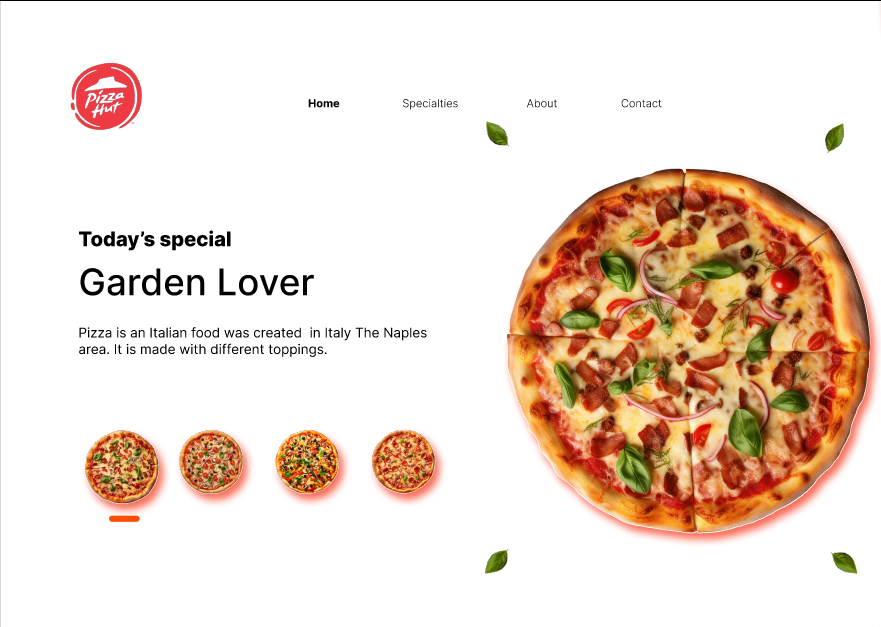 Pizza
Hut
Home Specialties About Contact
Today’s special
Garden Lover
Pizza is an Italian food was created  in Italy The Naples
area. It is made with different toppings.